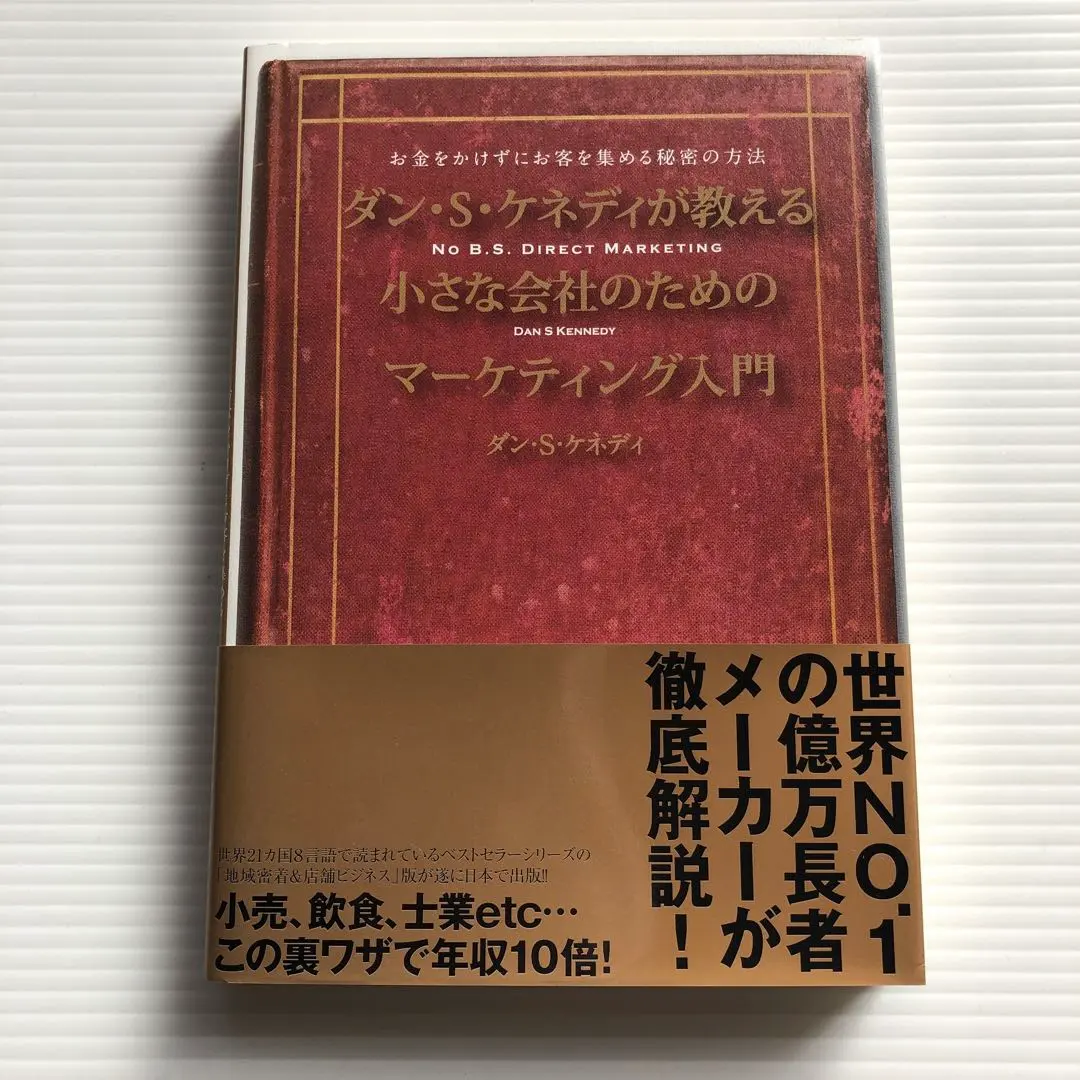 お金をかけずにお客を集める秘密の方法
ダン・S・ケネディが教える
NO B.S. DIRECT MARKETING
小さな会社のための
DAN S KENNEDY
マーケティング入門
ダン・S・ケネディ
世界NO.1
の億万長者
メーカーが
徹底解説!
世界21カ国8言語で読まれているベストセラーシリーズの
「地域密着&店舗ビジネス」版が遂に日本で出版!!
小売、飲食、士業etc…
この裏ワザで年収10倍!